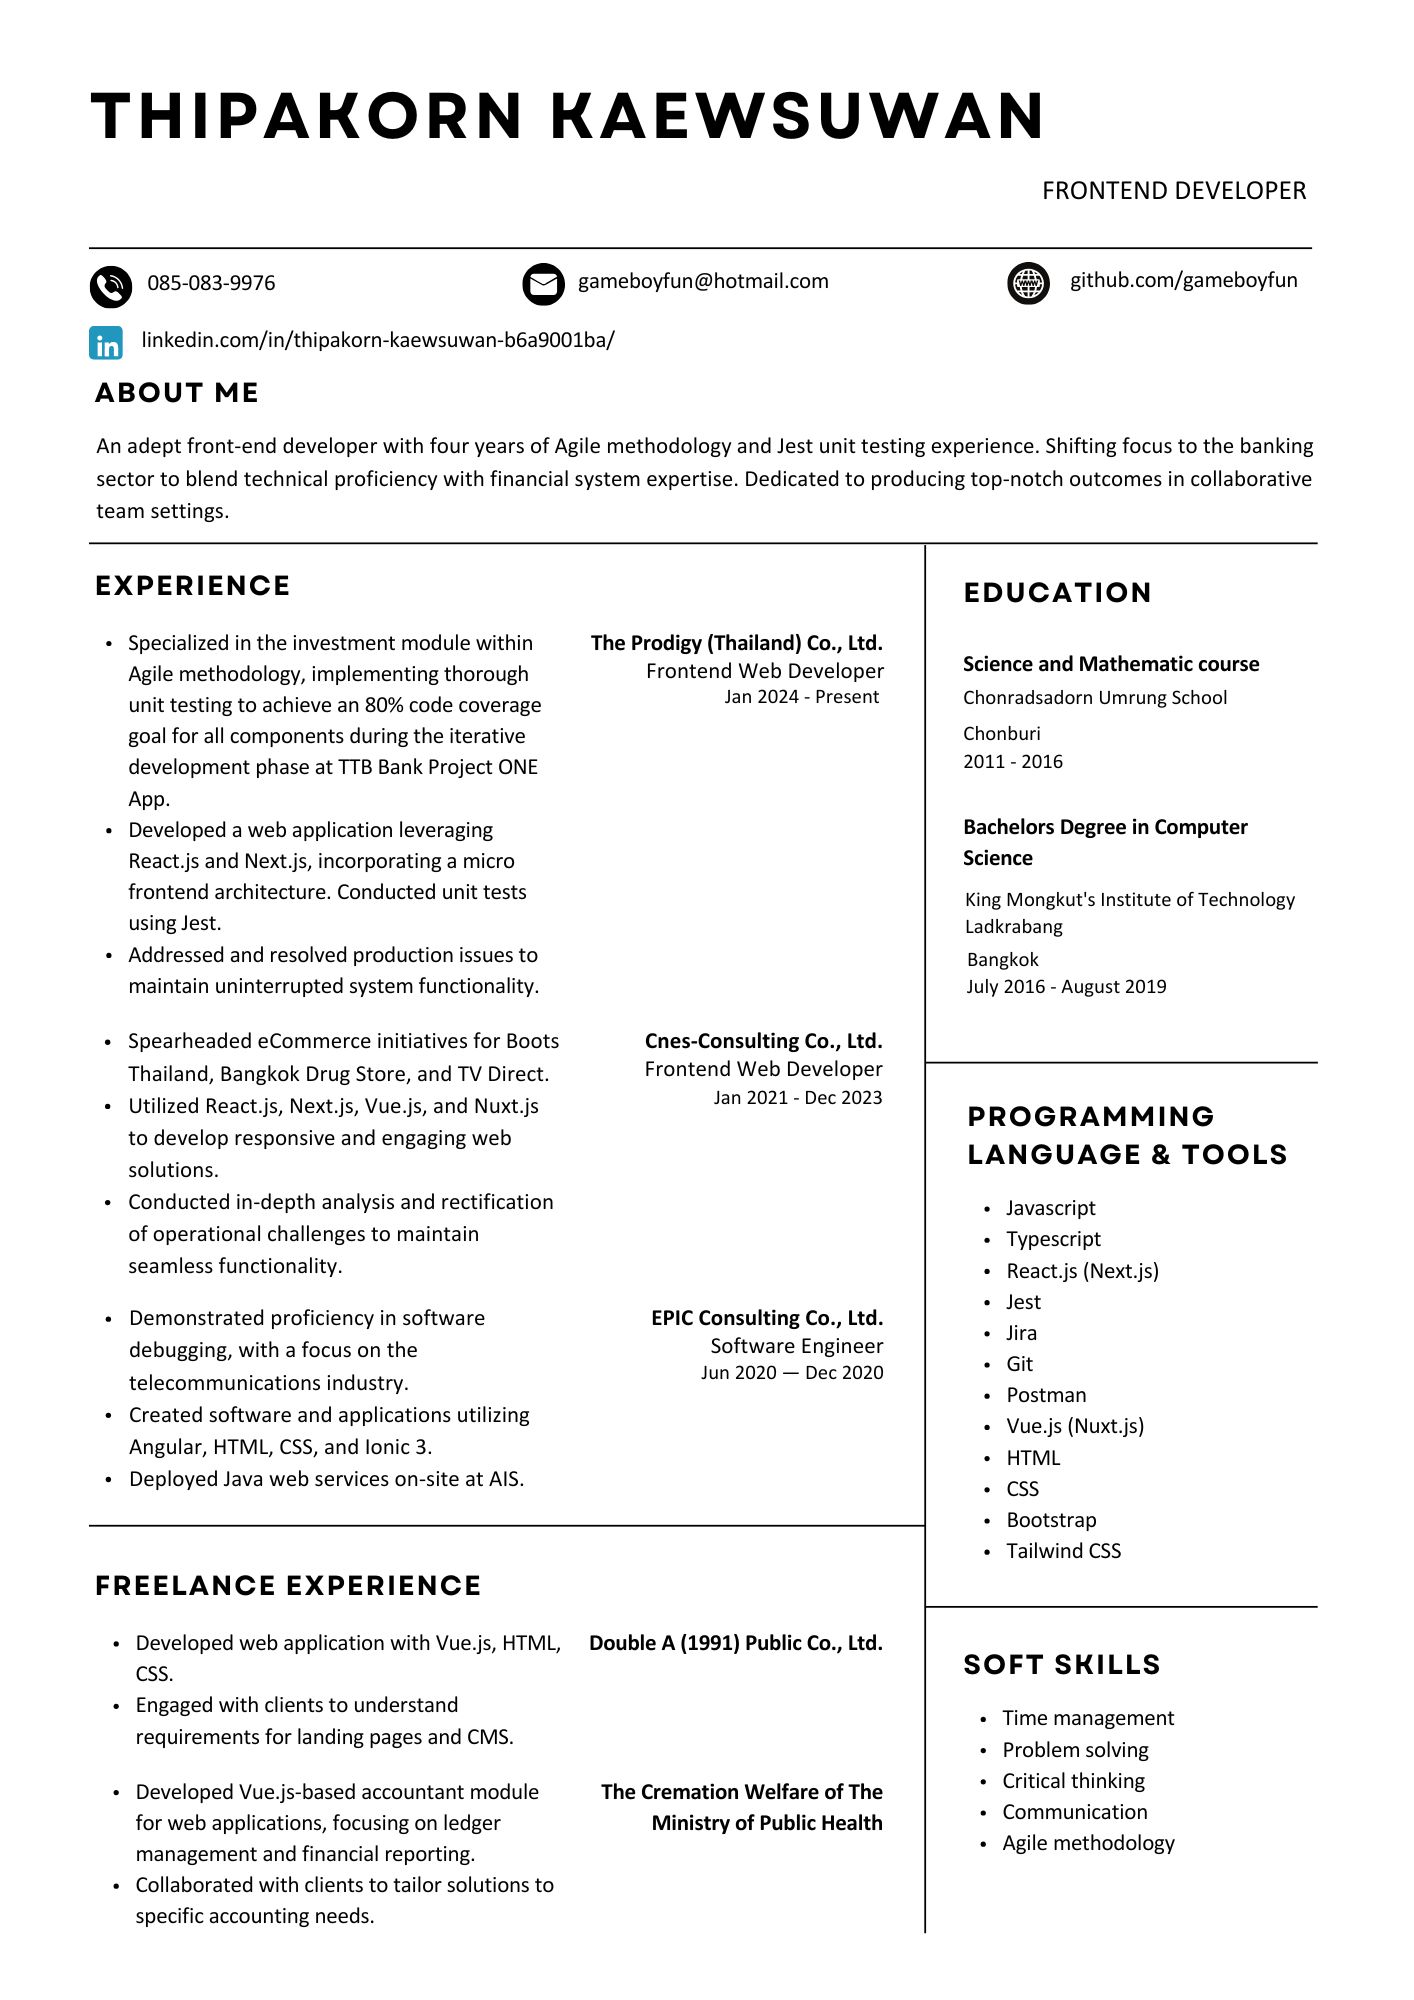 THIPAKORN KAEWSUWAN
FRONTEND DEVELOPER
085-083-9976
gameboyfun@hotmail.com
github.com/gameboyfun
linkedin.com/in/thipakorn-kaewsuwan-b6a9001ba/
ABOUT ME
An adept front-end developer with four years of Agile methodology and Jest unit testing experience. Shifting focus to the banking
sector to blend technical proficiency with financial system expertise. Dedicated to producing top-notch outcomes in collaborative
team settings.
EXPERIENCE
• Specialized in the investment module within
Agile methodology, implementing thorough
unit testing to achieve an 80% code coverage
goal for all components during the iterative
development phase at TTB Bank Project ONE
App.
• Developed a web application leveraging
React.js and Next.js, incorporating a micro
frontend architecture. Conducted unit tests
using Jest.
• Addressed and resolved production issues to
maintain uninterrupted system functionality.
The Prodigy (Thailand) Co., Ltd.
Frontend Web Developer
Jan 2024 - Present
• Spearheaded eCommerce initiatives for Boots
Thailand, Bangkok Drug Store, and TV Direct.
• Utilized React.js, Next.js, Vue.js, and Nuxt.js
to develop responsive and engaging web
solutions.
• Conducted in-depth analysis and rectification
of operational challenges to maintain
seamless functionality.
Cnes-Consulting Co., Ltd.
Frontend Web Developer
Jan 2021 - Dec 2023
• Demonstrated proficiency in software
debugging, with a focus on the
telecommunications industry.
• Created software and applications utilizing
Angular, HTML, CSS, and Ionic 3.
• Deployed Java web services on-site at AIS.
EPIC Consulting Co., Ltd.
Software Engineer
Jun 2020 — Dec 2020
FREELANCE EXPERIENCE
• Developed web application with Vue.js, HTML,
CSS.
• Engaged with clients to understand
requirements for landing pages and CMS.
Double A (1991) Public Co., Ltd.
• Developed Vue.js-based accountant module
for web applications, focusing on ledger
management and financial reporting.
• Collaborated with clients to tailor solutions to
specific accounting needs.
The Cremation Welfare of The
Ministry of Public Health
EDUCATION
Science and Mathematic course
Chonradsadorn Umrung School
Chonburi
2011 - 2016
Bachelors Degree in Computer
Science
King Mongkut's Institute of Technology
Ladkrabang
Bangkok
July 2016 - August 2019
PROGRAMMING
LANGUAGE & TOOLS
• Javascript
• Typescript
• React.js (Next.js)
• Jest
• Jira
• Git
• Postman
• Vue.js (Nuxt.js)
• HTML
• CSS
• Bootstrap
• Tailwind CSS
SOFT SKILLS
• Time management
• Problem solving
• Critical thinking
• Communication
• Agile methodology